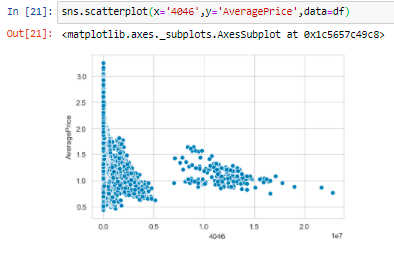 In [21]: sns.scatterplot(x='4046',y='AveragePrice',data=df)
Out[21]: <matplotlib.axes._subplots.AxesSubplot at 0x1c5657c49c8>
3.0
2.5
2.0
1.5
1.0
0.5
AveragePrice
0.0 0.5 1.0 1.5 2.0
4046
1e7